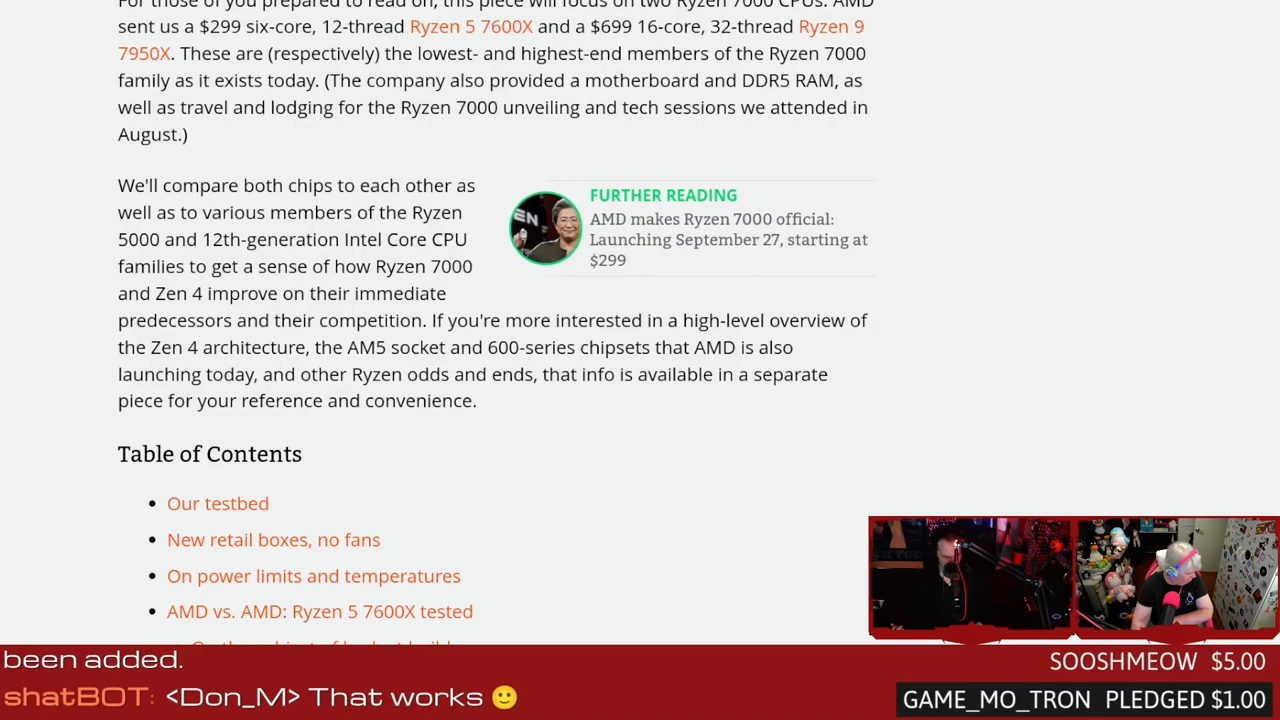 For those of you prepared to read on, this piece will focus on two Ryzen 7000 CPUs. AMD
sent us a $299 six-core, 12-thread Ryzen 5 7600X and a $699 16-core, 32-thread Ryzen 9
7950X. These are (respectively) the lowest- and highest-end members of the Ryzen 7000
family as it exists today. (The company also provided a motherboard and DDR5 RAM, as
well as travel and lodging for the Ryzen 7000 unveiling and tech sessions we attended in
August.)
We'll compare both chips to each other as
well as to various members of the Ryzen
5000 and 12th-generation Intel Core CPU
families to get a sense of how Ryzen 7000
and Zen 4 improve on their immediate
predecessors and their competition. If you're more interested in a high-level overview of
the Zen 4 architecture, the AM5 socket and 600-series chipsets that AMD is also
launching today, and other Ryzen odds and ends, that info is available in a separate
piece for your reference and convenience.
FURTHER READING
AMD makes Ryzen 7000 official:
Launching September 27, starting at
$299
Table of Contents
• Our testbed
• New retail boxes, no fans
• On power limits and temperatures
• AMD vs. AMD: Ryzen 5 7600X tested
been added.
shatBOT: <Don_M> That works 🙂
SOOSHMEOW $5.00
GAME_MO_TRON PLEDGED $1.00